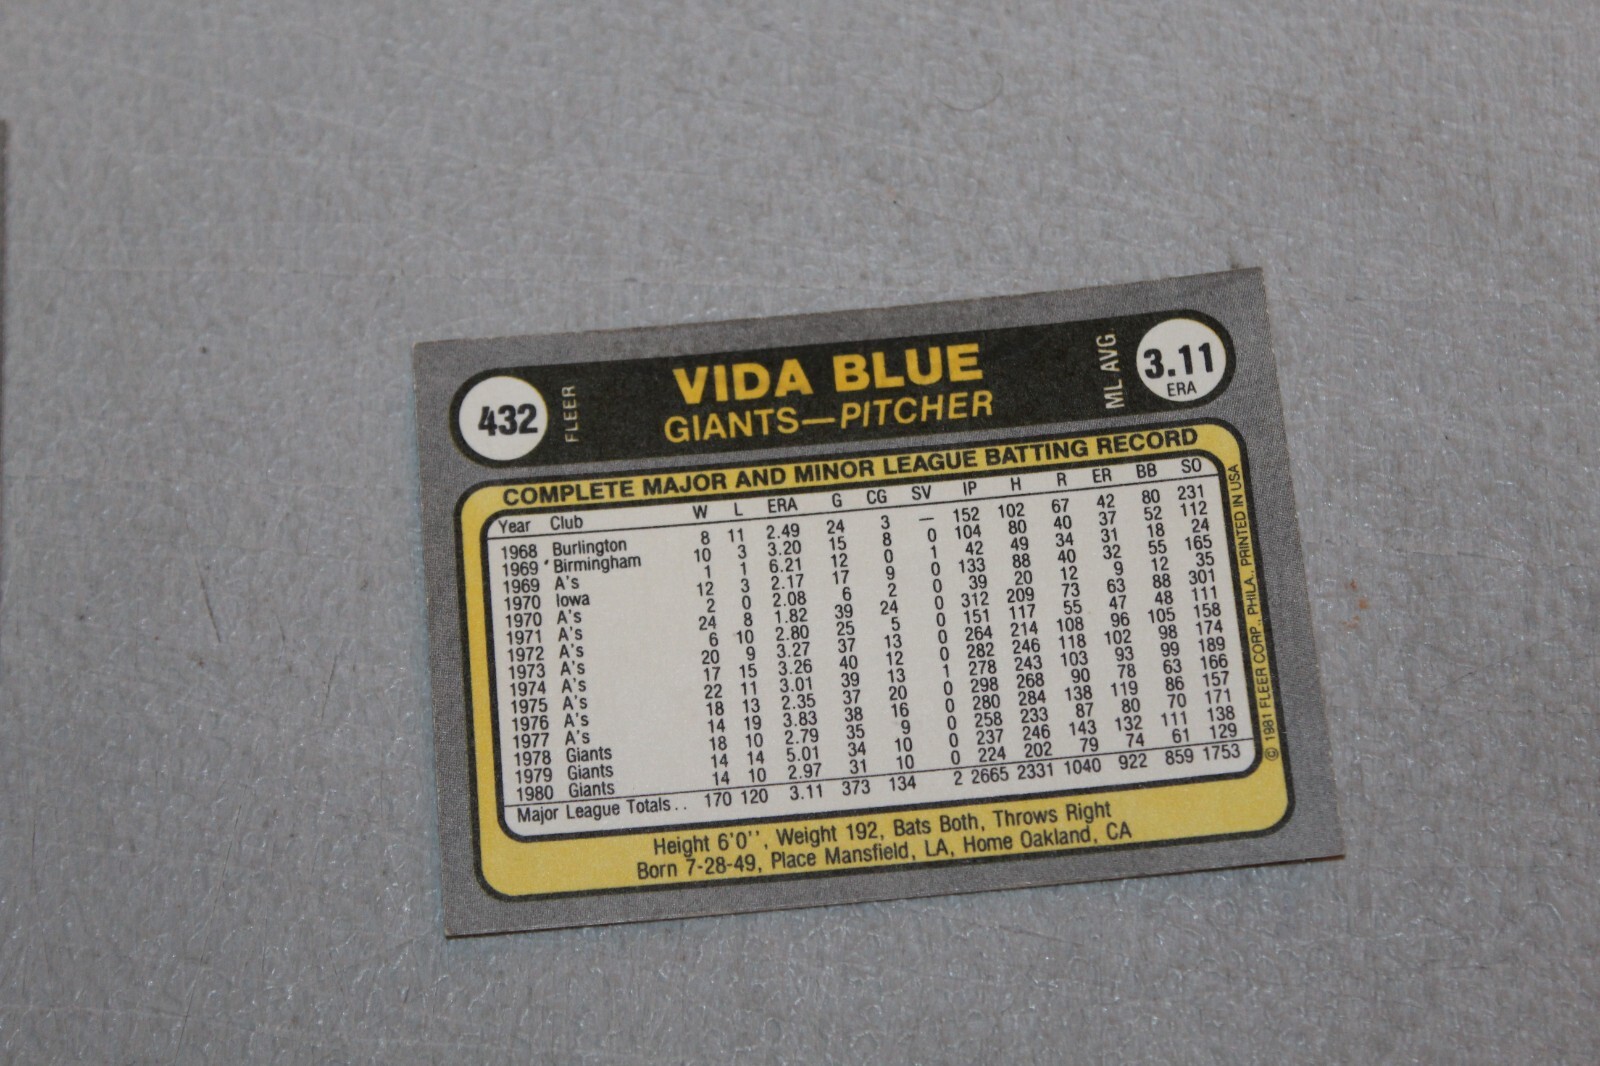 432
FLEER
VIDA BLUE
GIANTS—PITCHER
ML AVG.
3.11
ERA
COMPLETE MAJOR AND MINOR LEAGUE BATTING RECORD
Year Club W L ERA G CG SV IP H R ER BB SO
1968 Burlington 8 11 2.49 24 3 — 152 102 67 42 80 231
1969 Birmingham 10 3 3.20 15 8 0 104 80 40 37 52 112
1969 A's 1 1 6.21 12 0 1 42 49 34 31 18 24
1970 Iowa 12 3 2.17 17 9 0 133 88 40 32 55 165
1970 A's 2 0 2.08 6 2 0 39 20 12 9 12 35
1971 A's 24 8 1.82 39 24 0 312 209 73 63 88 301
1972 A's 6 10 2.80 25 5 0 151 117 55 47 48 111
1973 A's 20 9 3.27 37 13 0 264 214 108 96 105 158
1974 A's 17 15 3.26 40 12 0 282 246 118 102 98 174
1975 A's 22 11 3.01 39 13 1 278 243 103 93 99 189
1976 A's 18 13 2.35 37 20 0 298 268 90 78 63 166
1977 A's 14 19 3.83 38 16 0 280 284 138 119 86 157
1978 Giants 18 10 2.79 35 9 0 258 233 87 80 70 171
1979 Giants 14 14 5.01 34 10 0 237 246 143 132 111 138
1980 Giants 14 10 2.97 31 10 0 224 202 79 74 61 129
Major League Totals.. 170 120 3.11 373 134 2 2665 2331 1040 922 859 1753
Height 6'0'', Weight 192, Bats Both, Throws Right
Born 7-28-49, Place Mansfield, LA, Home Oakland, CA
© 1981 FLEER CORP., PHILA., PRINTED IN USA